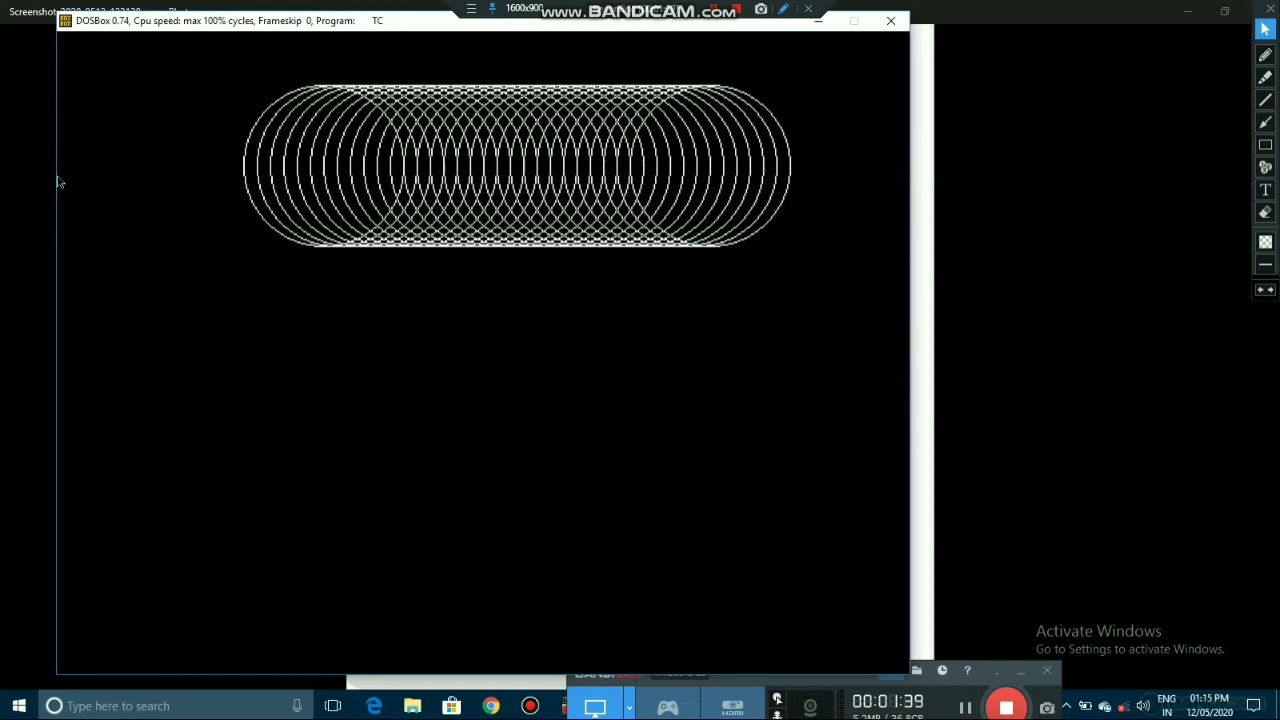 1600x900
www.BANDICAM.com
DOSBox 0.74, Cpu speed: max 100% cycles, Frameskip 0, Program: TC
Activate Windows
Go to Settings to activate Windows.
Type here to search
HDMI
00:01:39
ENG
IN
01:15 PM
12/05/2020